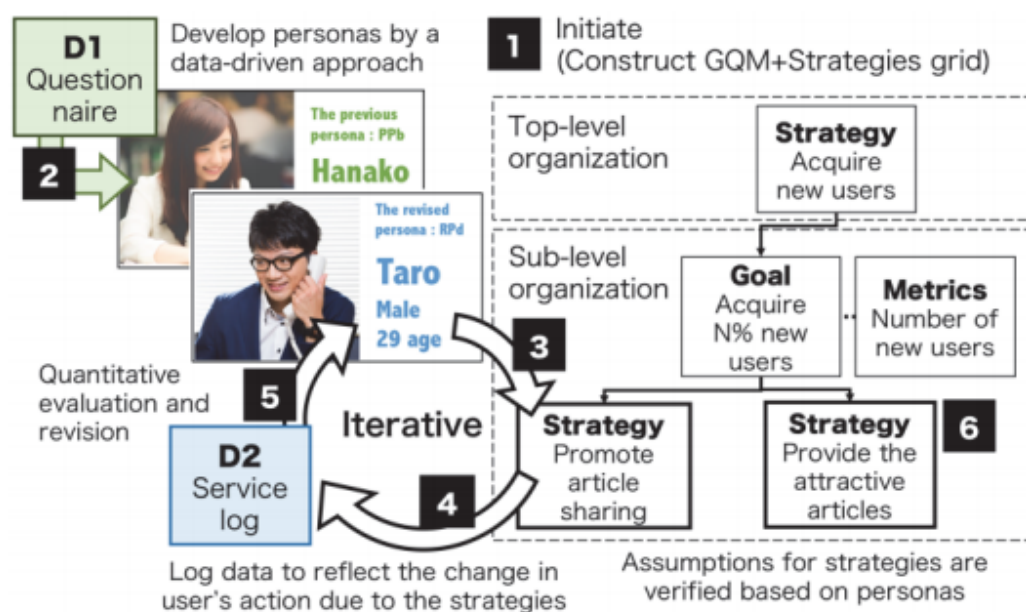 D1
Question
naire
Develop personas by a
data-driven approach
1
Initiate
(Construct GQM+Strategies grid)
2
The previous
persona : PPb
Hanako
The revised
persona : RPd
Taro
Male
29 age
Top-level
organization
Strategy
Acquire
new users
Sub-level
organization
Goal
Acquire
N% new
users
Metrics
Number of
new users
3
Quantitative
evaluation and
revision
5
Iterative
D2
Service
log
4
Strategy
Promote
article
sharing
Strategy
Provide the
attractive
articles
6
Log data to reflect the change in
user's action due to the strategies
Assumptions for strategies are
verified based on personas